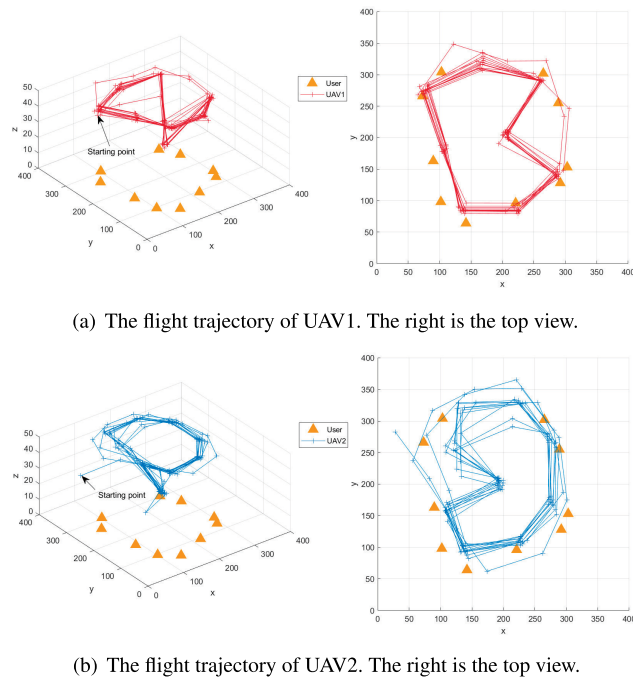 50
40
30
20
10
0
z
400
300
200
100
0
y
0
100
200
300
400
x
Starting point
User
UAV1
400
350
300
250
200
150
100
50
0
y
0 50 100 150 200 250 300 350 400
x
(a) The flight trajectory of UAV1. The right is the top view.
50
40
30
20
10
0
z
400
300
200
100
0
y
0
100
200
300
400
x
Starting point
User
UAV2
400
350
300
250
200
150
100
50
0
y
0 50 100 150 200 250 300 350 400
x
(b) The flight trajectory of UAV2. The right is the top view.